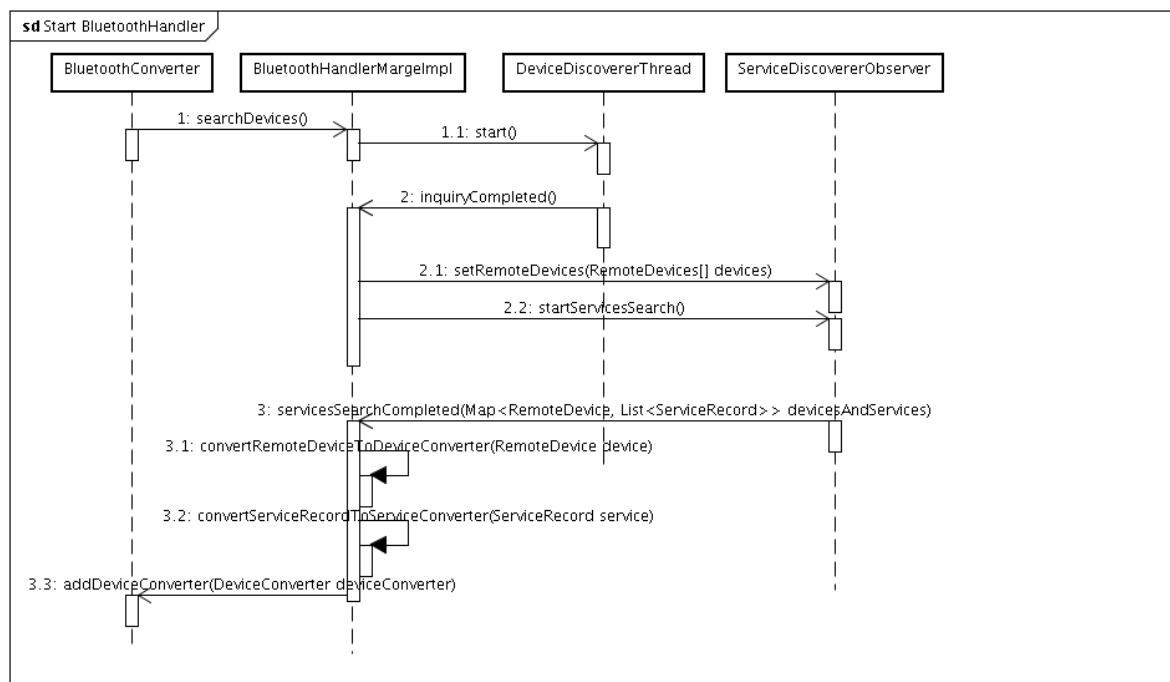 sd Start BluetoothHandler
BluetoothConverter
BluetoothHandlerMargeImpl
DeviceDiscovererThread
ServiceDiscovererObserver
1: searchDevices()
1.1: start()
2: inquiryCompleted()
2.1: setRemoteDevices(RemoteDevices[] devices)
2.2: startServicesSearch()
3: servicesSearchCompleted(Map<RemoteDevice, List<ServiceRecord>> devicesAndServices)
3.1: convertRemoteDeviceToDeviceConverter(RemoteDevice device)
3.2: convertServiceRecordToServiceConverter(ServiceRecord service)
3.3: addDeviceConverter(DeviceConverter deviceConverter)